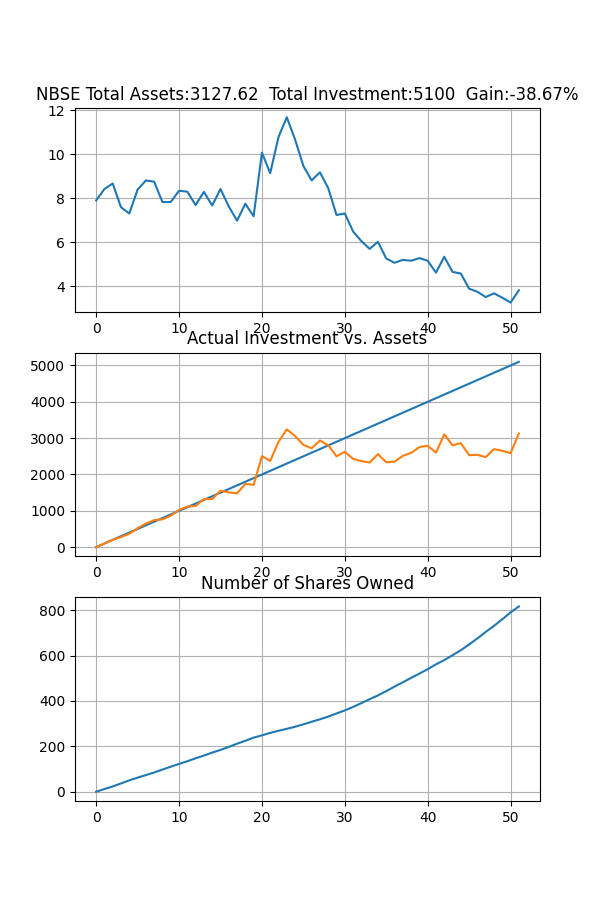 NBSE Total Assets:3127.62  Total Investment:5100  Gain:-38.67%
12
10
8
6
4
0 10 20 30 40 50
Actual Investment vs. Assets
5000
4000
3000
2000
1000
0
0 10 20 30 40 50
Number of Shares Owned
800
600
400
200
0
0 10 20 30 40 50